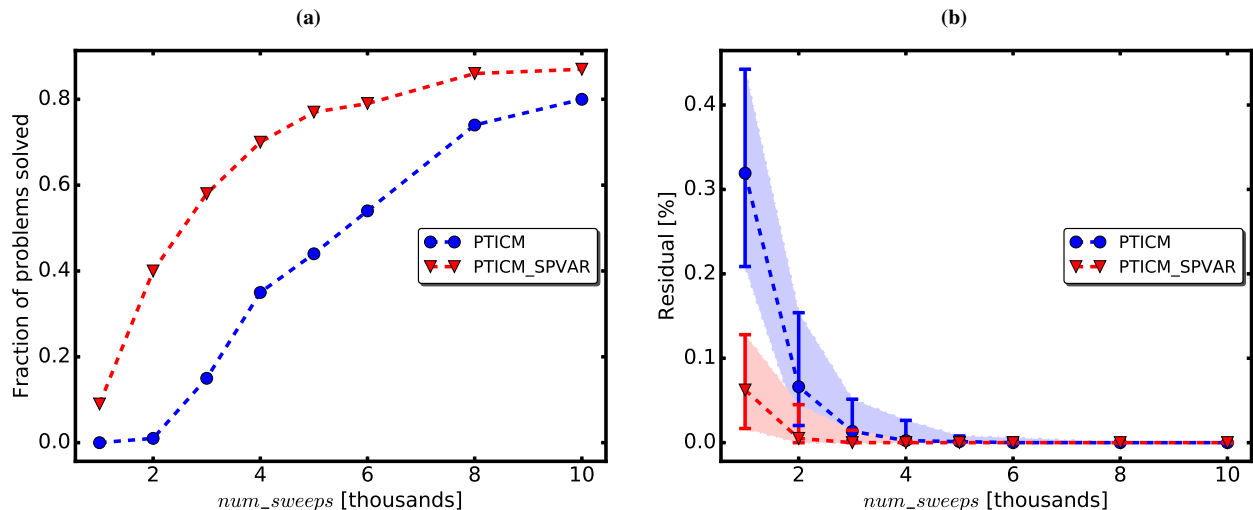 (a)
Fraction of problems solved
0.8
0.6
0.4
0.2
0.0
2
4
6
8
10
num_sweeps [thousands]
PTICM
PTICM_SPVAR
(b)
Residual [%]
0.4
0.3
0.2
0.1
0.0
2
4
6
8
10
num_sweeps [thousands]
PTICM
PTICM_SPVAR